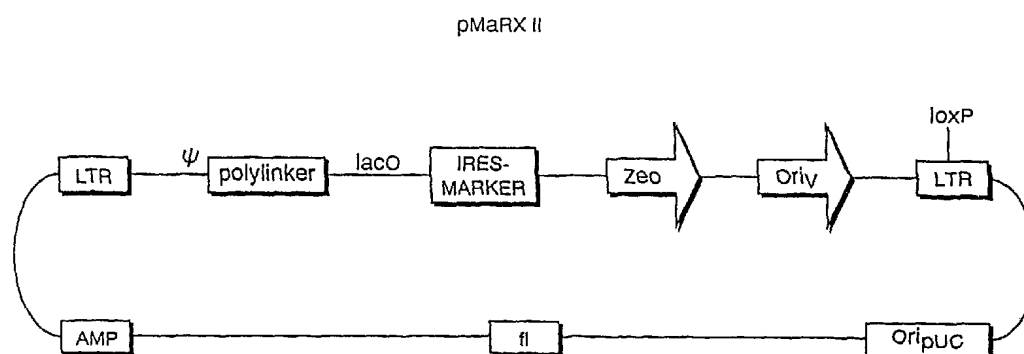 pMaRX II
loxP
LTR
ψ
polylinker
lacO
IRES-
MARKER
Zeo
OriV
LTR
AMP
fl
OripUC